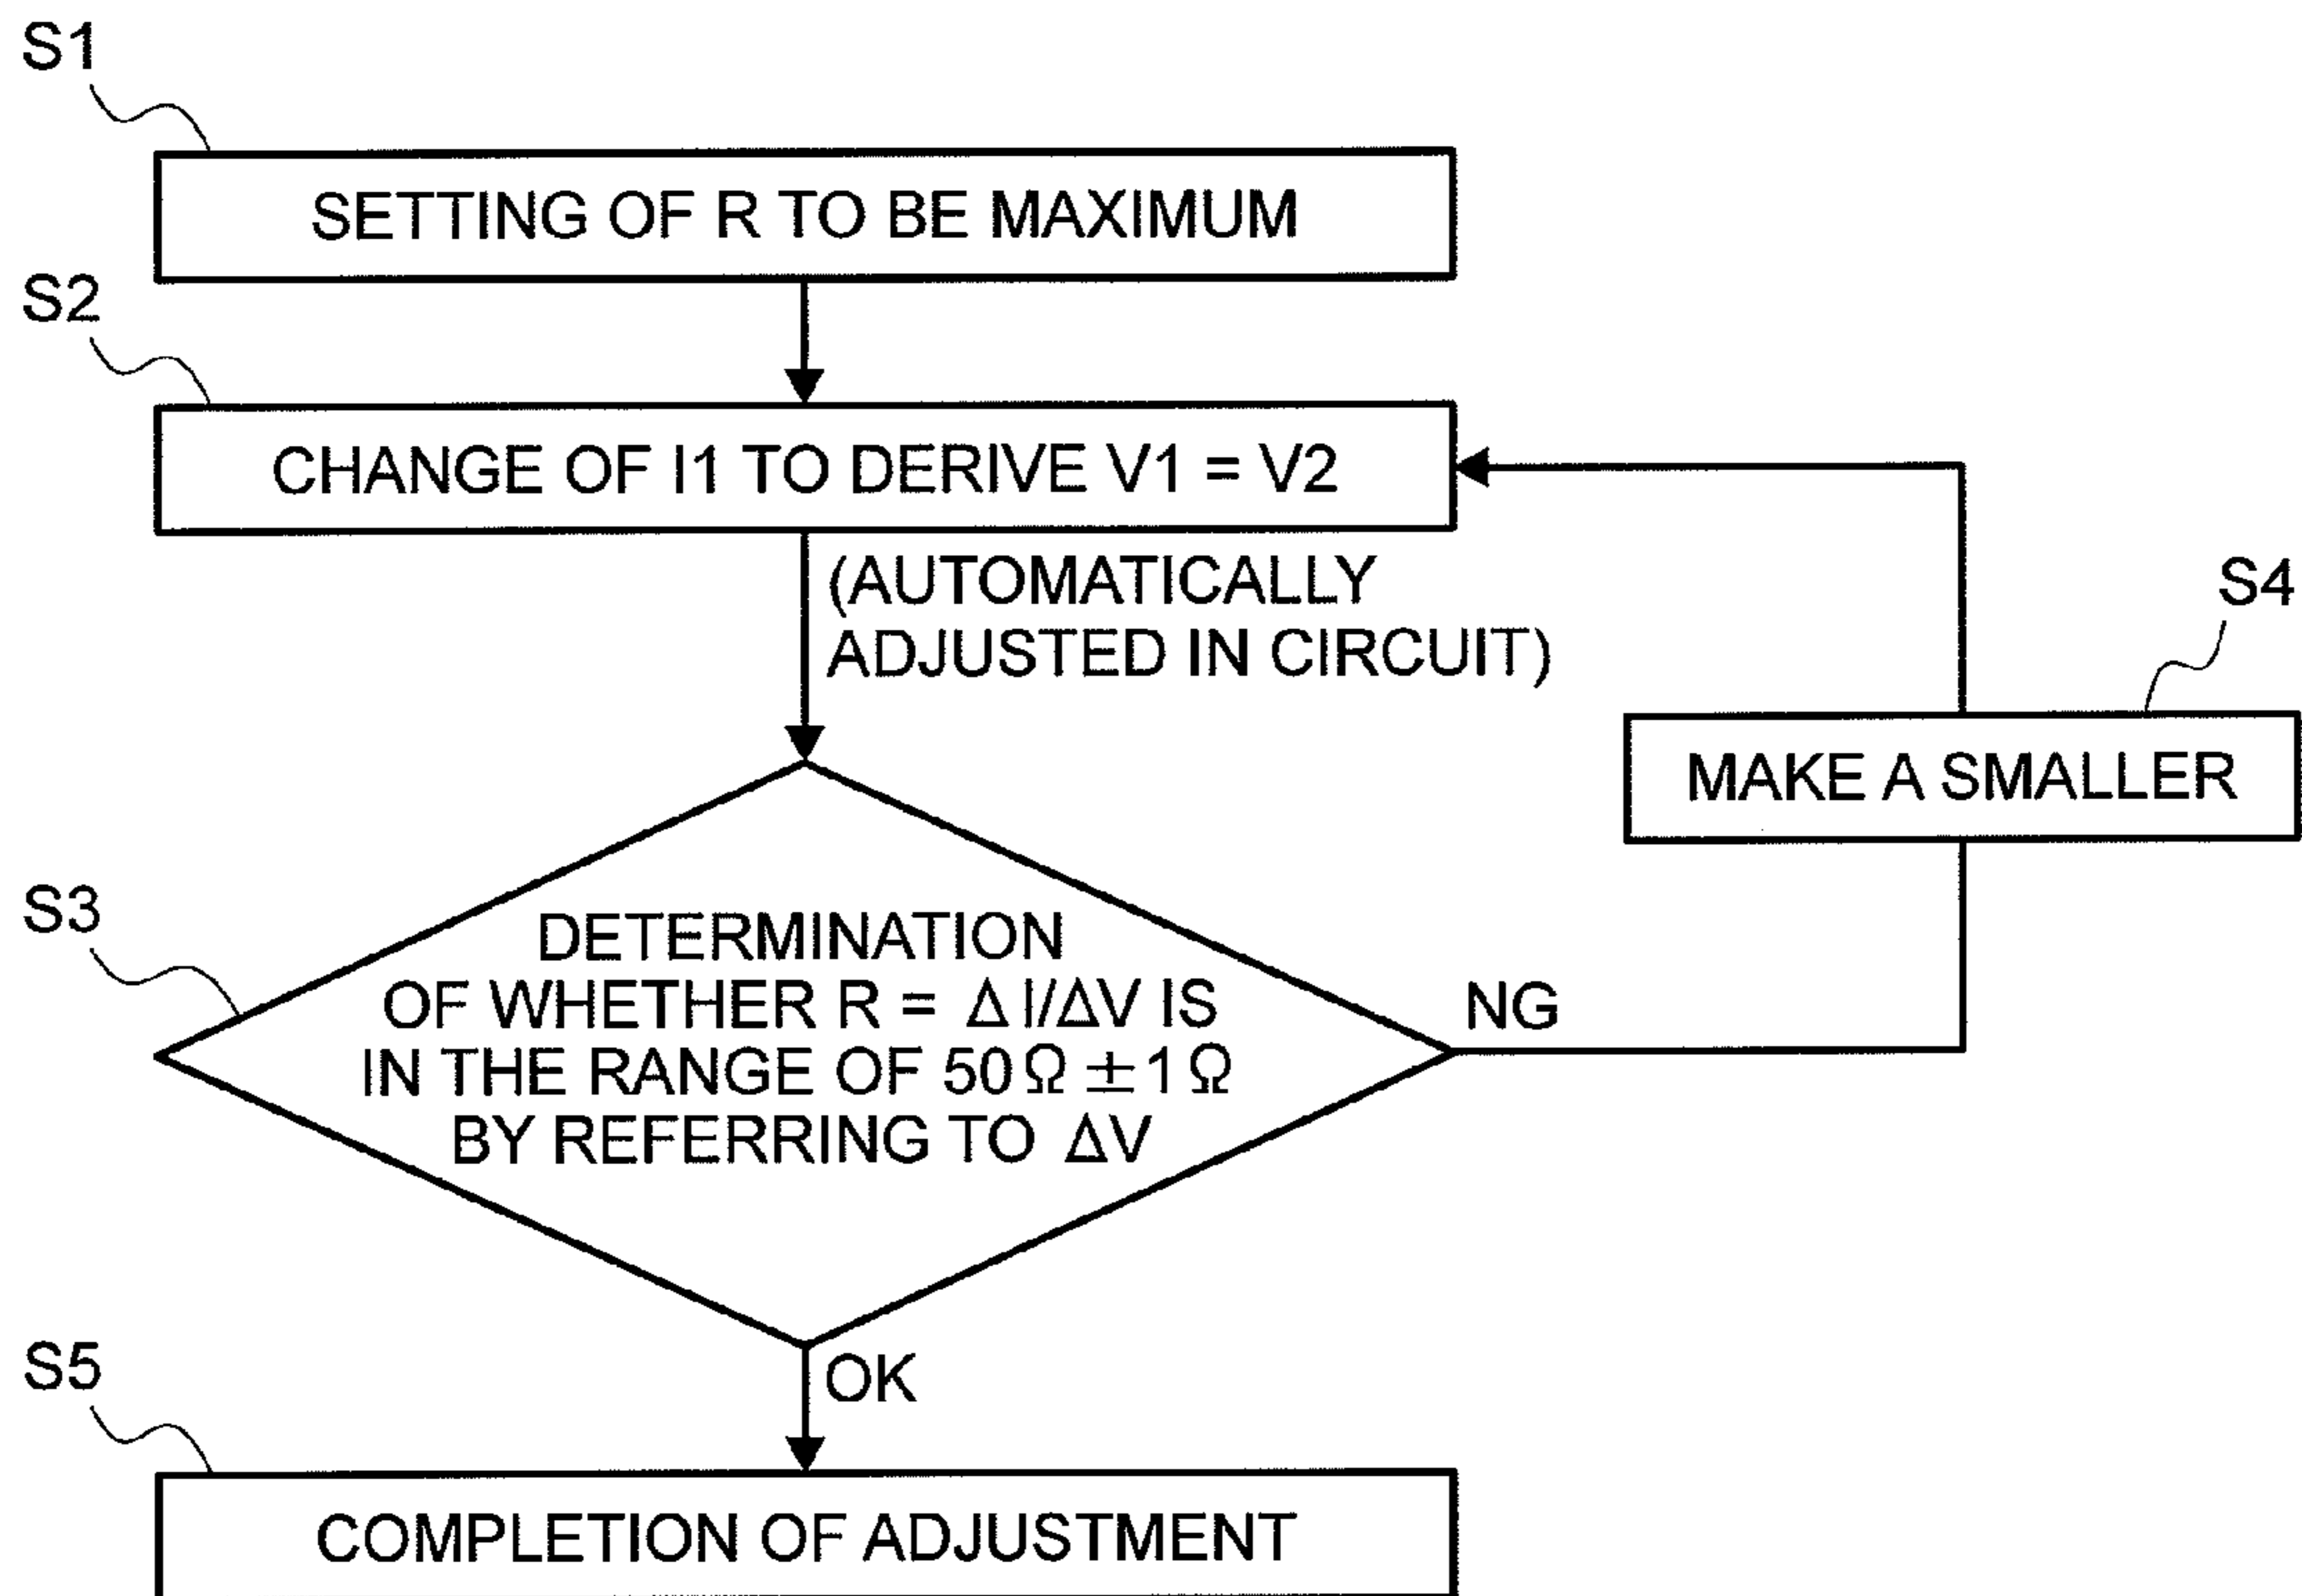 S1
SETTING OF R TO BE MAXIMUM
S2
CHANGE OF I1 TO DERIVE V1 = V2
(AUTOMATICALLY
ADJUSTED IN CIRCUIT)
S4
MAKE A SMALLER
S3
DETERMINATION
OF WHETHER R = ΔI/ΔV IS
IN THE RANGE OF 50Ω ±1Ω
BY REFERRING TO ΔV
NG
OK
S5
COMPLETION OF ADJUSTMENT